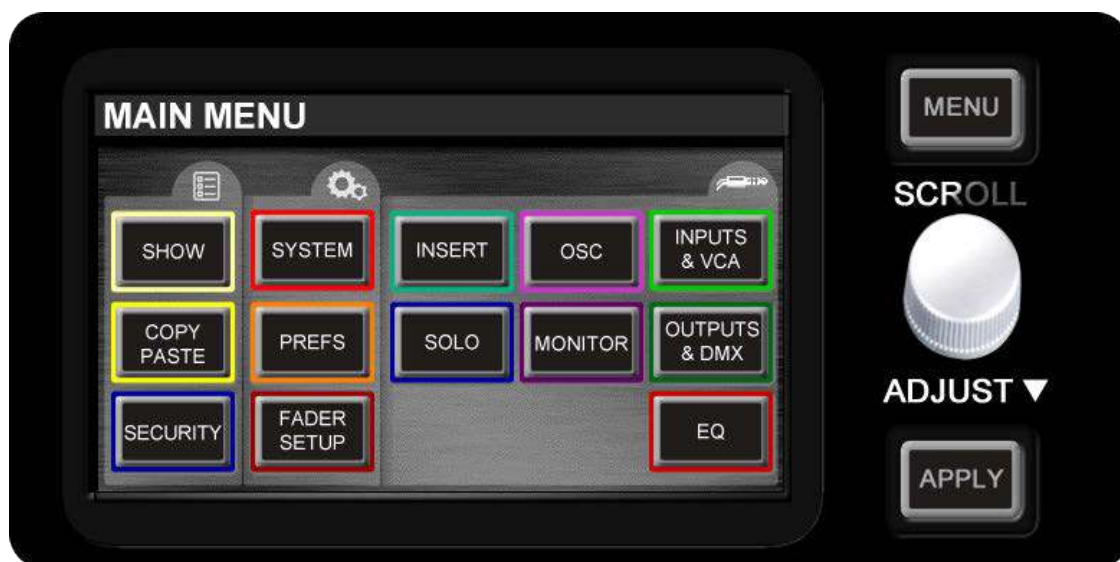 MAIN MENU
MENU
SCROLL
SHOW
SYSTEM
INSERT
OSC
INPUTS
& VCA
COPY
PASTE
PREFS
SOLO
MONITOR
OUTPUTS
& DMX
ADJUST ▼
SECURITY
FADER
SETUP
EQ
APPLY